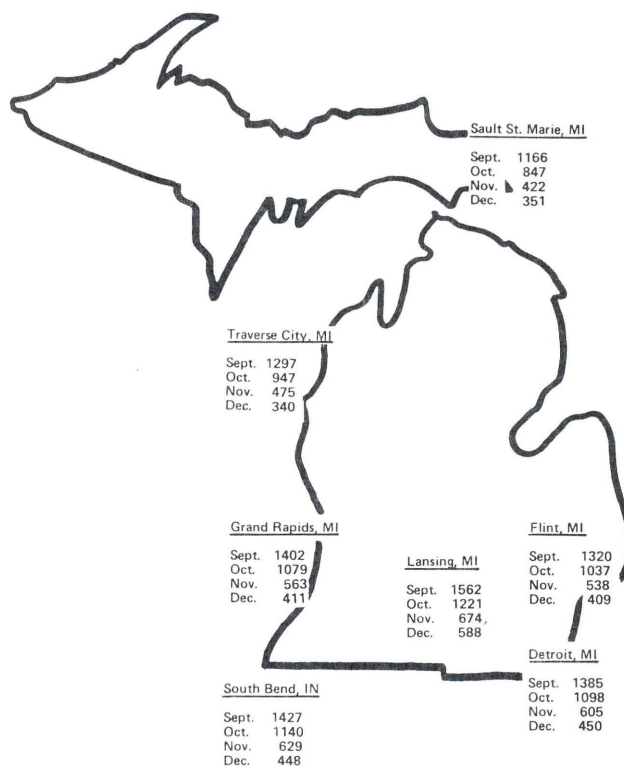 Sault St. Marie, MI
Sept. 1166
Oct. 847
Nov. 422
Dec. 351
Traverse City, MI
Sept. 1297
Oct. 947
Nov. 475
Dec. 340
Grand Rapids, MI
Sept. 1402
Oct. 1079
Nov. 563
Dec. 411
Lansing, MI
Sept. 1562
Oct. 1221
Nov. 674
Dec. 588
Flint, MI
Sept. 1320
Oct. 1037
Nov. 538
Dec. 409
Detroit, MI
Sept. 1385
Oct. 1098
Nov. 605
Dec. 450
South Bend, IN
Sept. 1427
Oct. 1140
Nov. 629
Dec. 448